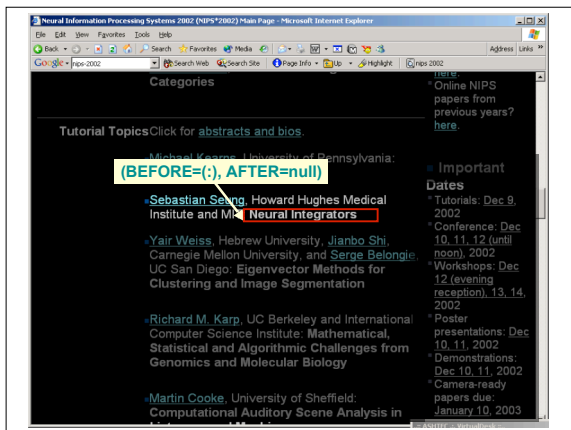 Neural Information Processing Systems 2002 (NIPS*2002) Main Page - Microsoft Internet Explorer
File Edit View Favorites Tools Help
Back Search Favorites Media Address Links »
Google nips-2002 Search Web Search Site Page Info Up Highlight nips 2002
Categories
Tutorial Topics Click for abstracts and bios.
Michael Kearns, University of Pennsylvania:
(BEFORE=(:), AFTER=null)
Sebastian Seung, Howard Hughes Medical
Institute and Neural Integrators
Yair Weiss, Hebrew University, Jianbo Shi,
Carnegie Mellon University, and Serge Belongie,
UC San Diego: Eigenvector Methods for
Clustering and Image Segmentation
Richard M. Karp, UC Berkeley and International
Computer Science Institute: Mathematical,
Statistical and Algorithmic Challenges from
Genomics and Molecular Biology
Martin Cooke, University of Sheffield:
Computational Auditory Scene Analysis in
here.
Online NIPS
papers from
previous years?
here.
Important
Dates
Tutorials: Dec 9,
2002
Conference: Dec
10, 11, 12 (until
noon), 2002
Workshops: Dec
12 (evening
reception), 13, 14,
2002
Poster
presentations: Dec
10, 11, 2002
Demonstrations:
Dec 10, 11, 2002
Camera-ready
papers due:
January 10, 2003